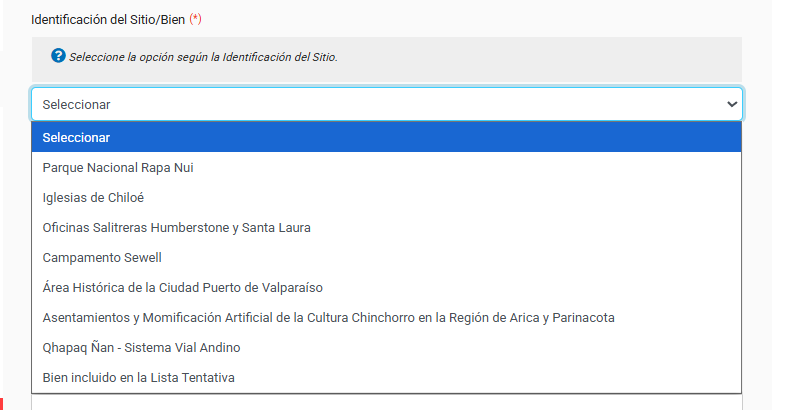 Identificación del Sitio/Bien (*)
Seleccione la opción según la Identificación del Sitio.
Seleccionar
Seleccionar
Parque Nacional Rapa Nui
Iglesias de Chiloé
Oficinas Salitreras Humberstone y Santa Laura
Campamento Sewell
Área Histórica de la Ciudad Puerto de Valparaíso
Asentamientos y Momificación Artificial de la Cultura Chinchorro en la Región de Arica y Parinacota
Qhapaq Ñan - Sistema Vial Andino
Bien incluido en la Lista Tentativa